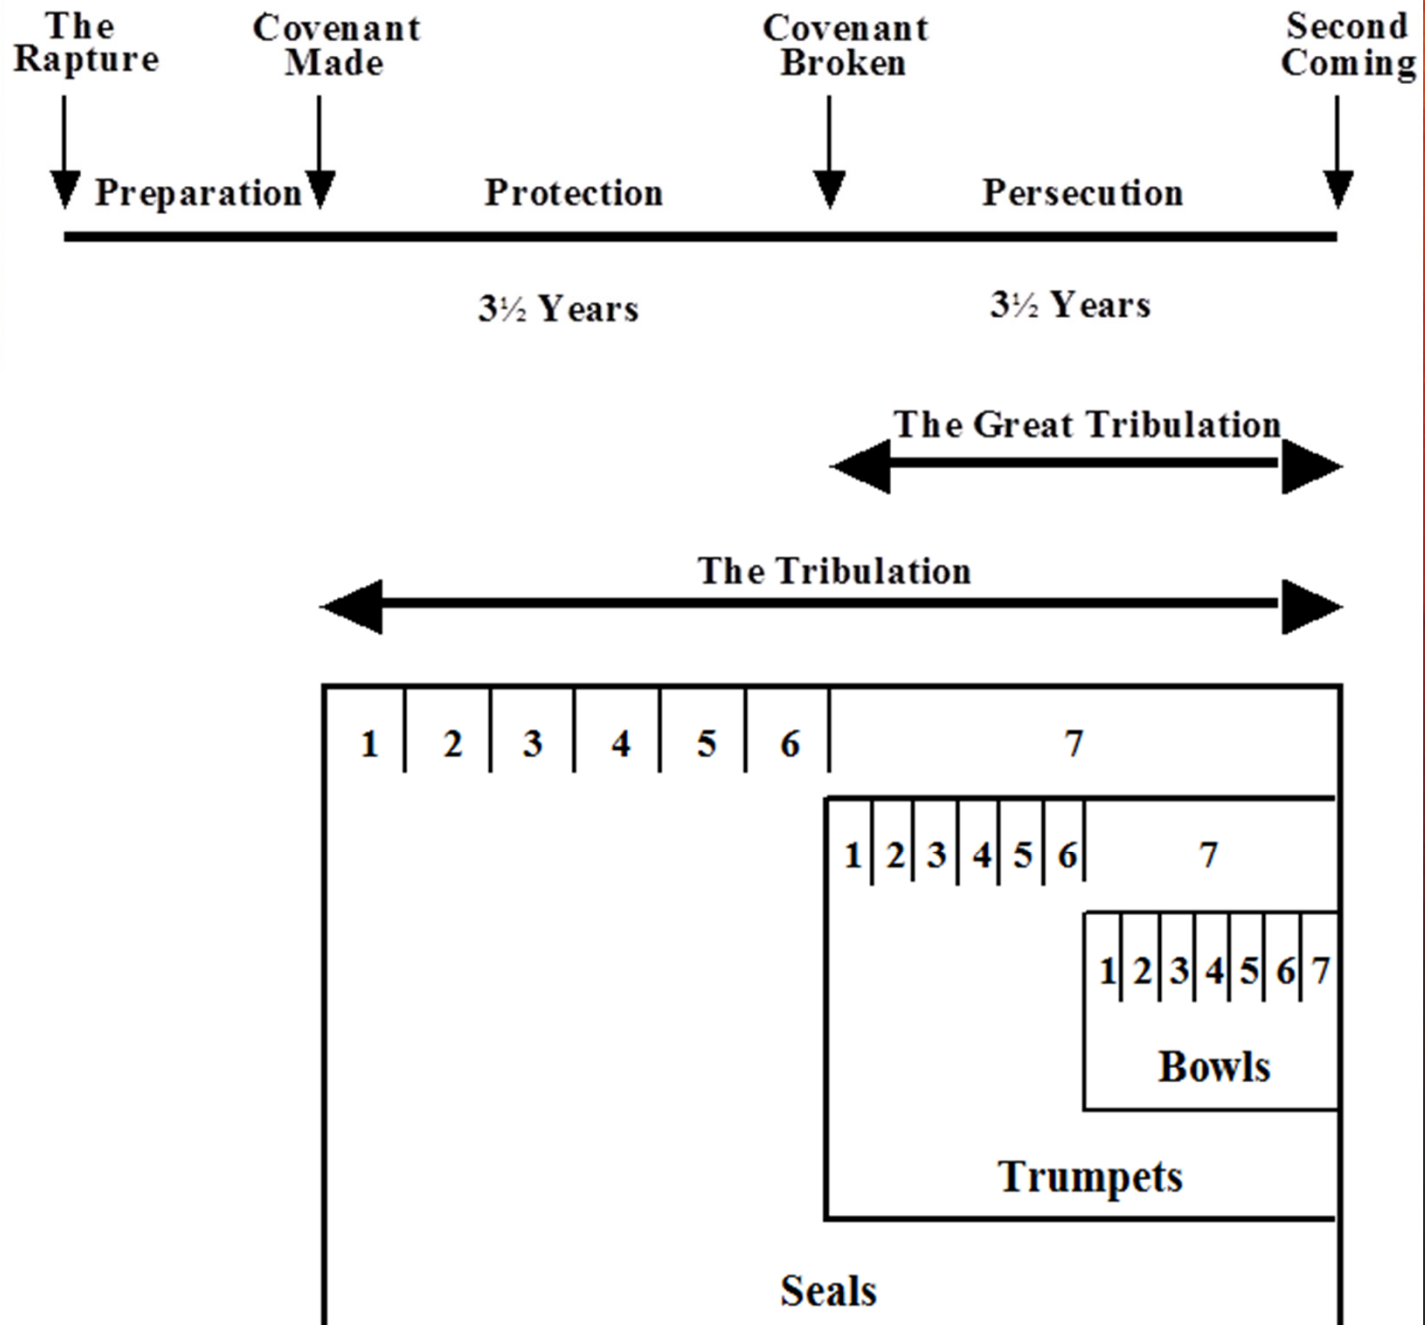 The
Rapture
Covenant
Made
Covenant
Broken
Second
Coming
Preparation
Protection
Persecution
3½ Years
3½ Years
The Great Tribulation
The Tribulation
1 2 3 4 5 6 7
1 2 3 4 5 6 7
1 2 3 4 5 6 7
Bowls
Trumpets
Seals